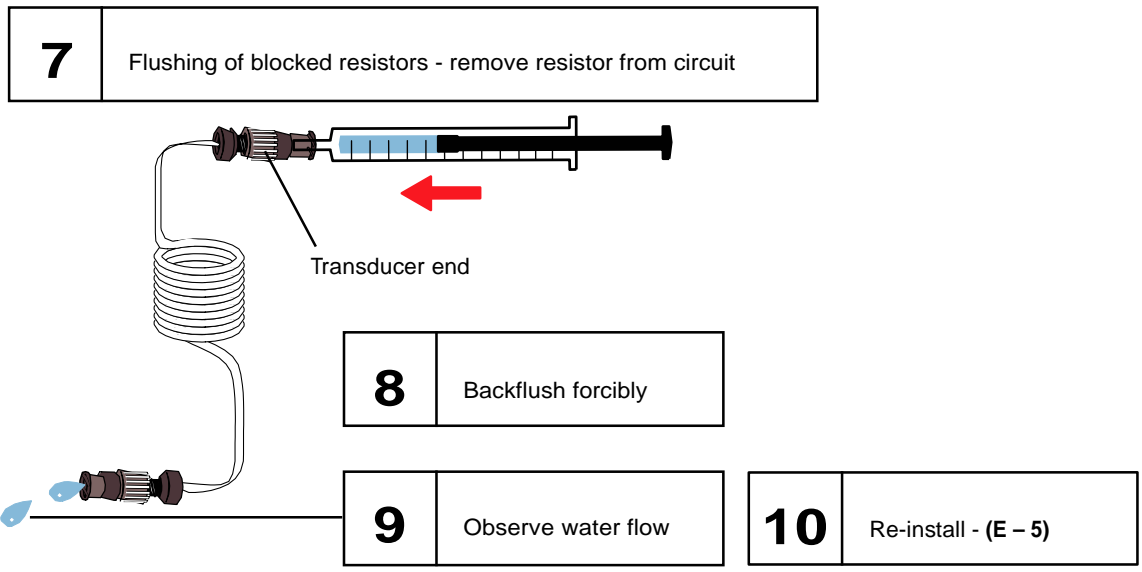 7 Flushing of blocked resistors - remove resistor from circuit
Transducer end
8 Backflush forcibly
9 Observe water flow
10 Re-install - (E – 5)